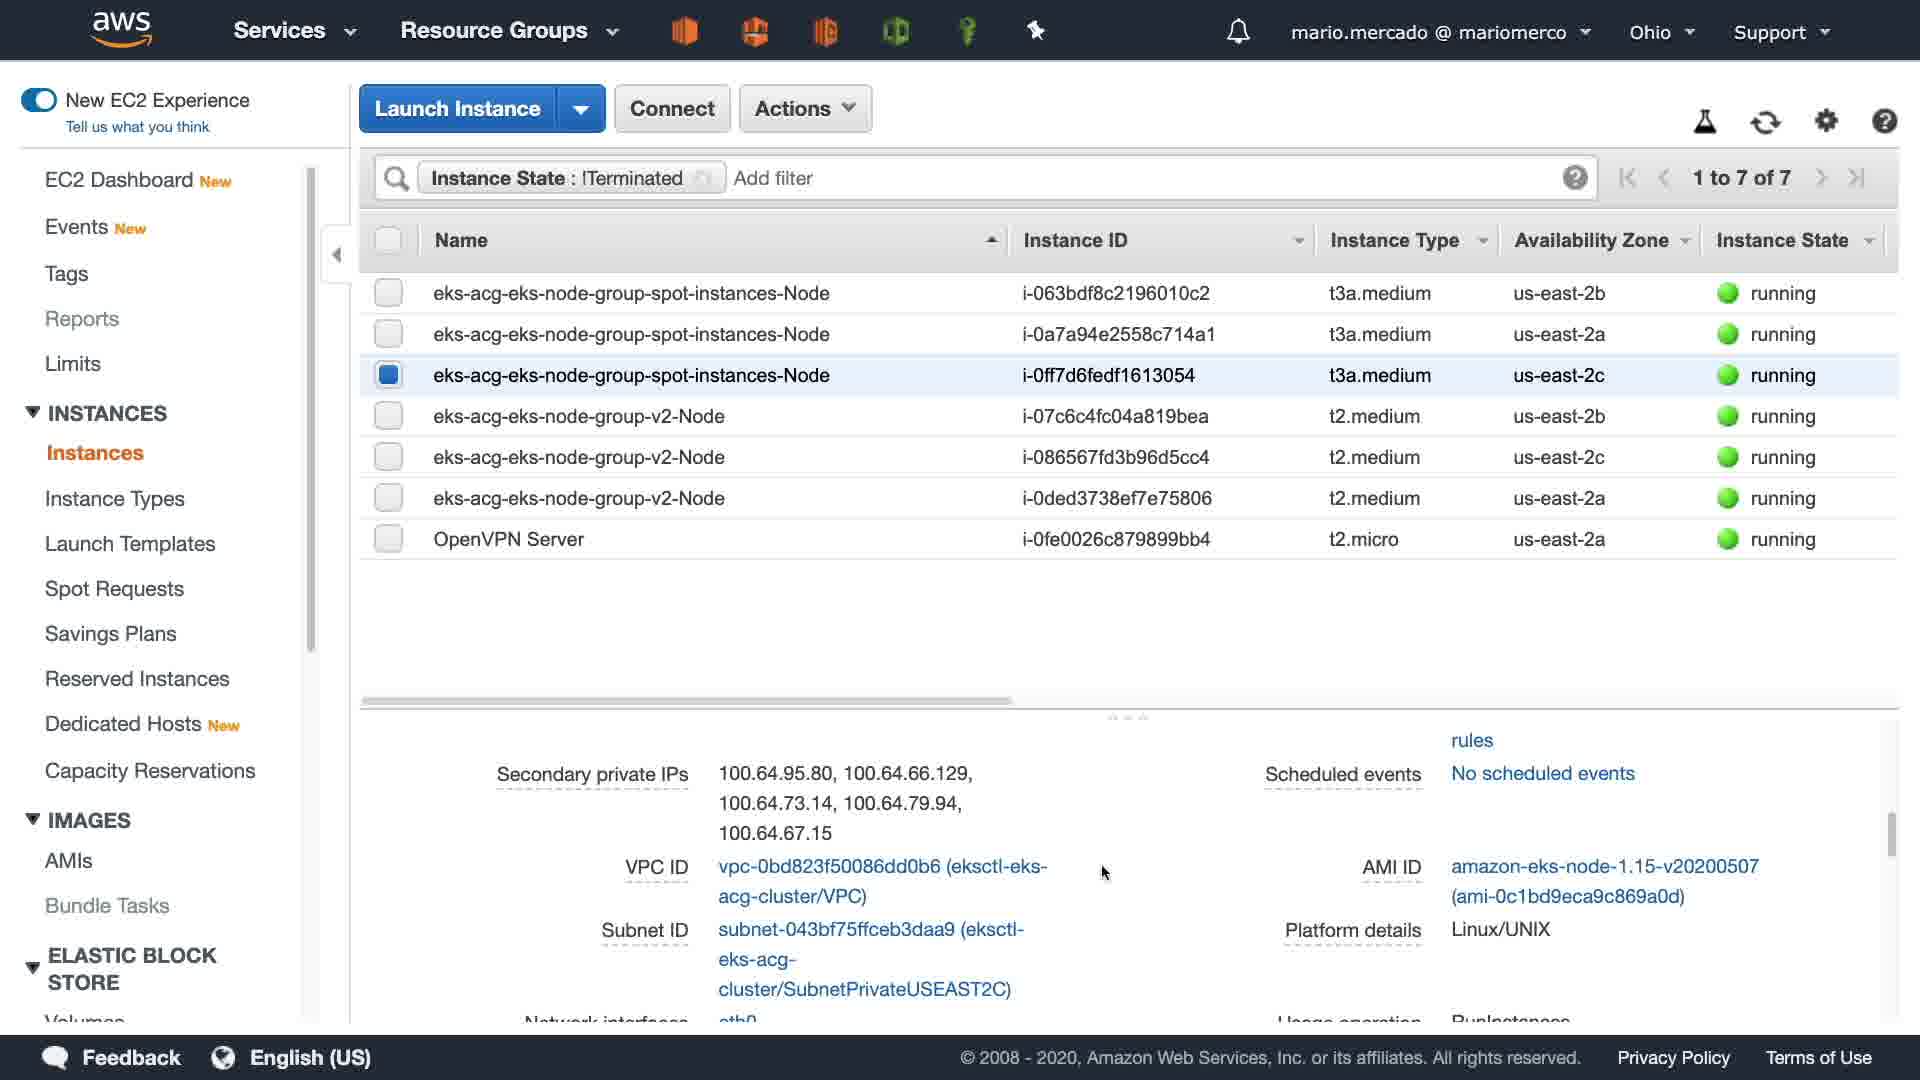 aws Services Resource Groups mario.mercado @ mariomerco Ohio Support
New EC2 Experience
Tell us what you think
EC2 Dashboard New
Events New
Tags
Reports
Limits
INSTANCES
Instances
Instance Types
Launch Templates
Spot Requests
Savings Plans
Reserved Instances
Dedicated Hosts New
Capacity Reservations
IMAGES
AMIs
Bundle Tasks
ELASTIC BLOCK
STORE
Volumes
Launch Instance Connect Actions
Instance State : !Terminated Add filter 1 to 7 of 7
Name Instance ID Instance Type Availability Zone Instance State
eks-acg-eks-node-group-spot-instances-Node i-063bdf8c2196010c2 t3a.medium us-east-2b running
eks-acg-eks-node-group-spot-instances-Node i-0a7a94e2558c714a1 t3a.medium us-east-2a running
eks-acg-eks-node-group-spot-instances-Node i-0ff7d6fedf1613054 t3a.medium us-east-2c running
eks-acg-eks-node-group-v2-Node i-07c6c4fc04a819bea t2.medium us-east-2b running
eks-acg-eks-node-group-v2-Node i-086567fd3b96d5cc4 t2.medium us-east-2c running
eks-acg-eks-node-group-v2-Node i-0ded3738ef7e75806 t2.medium us-east-2a running
OpenVPN Server i-0fe0026c879899bb4 t2.micro us-east-2a running
rules
Secondary private IPs 100.64.95.80, 100.64.66.129, Scheduled events No scheduled events
100.64.73.14, 100.64.79.94,
100.64.67.15
VPC ID vpc-0bd823f50086dd0b6 (eksctl-eks- AMI ID amazon-eks-node-1.15-v20200507
acg-cluster/VPC) (ami-0c1bd9eca9c869a0d)
Subnet ID subnet-043bf75ffceb3daa9 (eksctl- Platform details Linux/UNIX
eks-acg-
cluster/SubnetPrivateUSEAST2C)
Network interfaces eth0 Usage operation RunInstances
Feedback English (US) © 2008 - 2020, Amazon Web Services, Inc. or its affiliates. All rights reserved. Privacy Policy Terms of Use